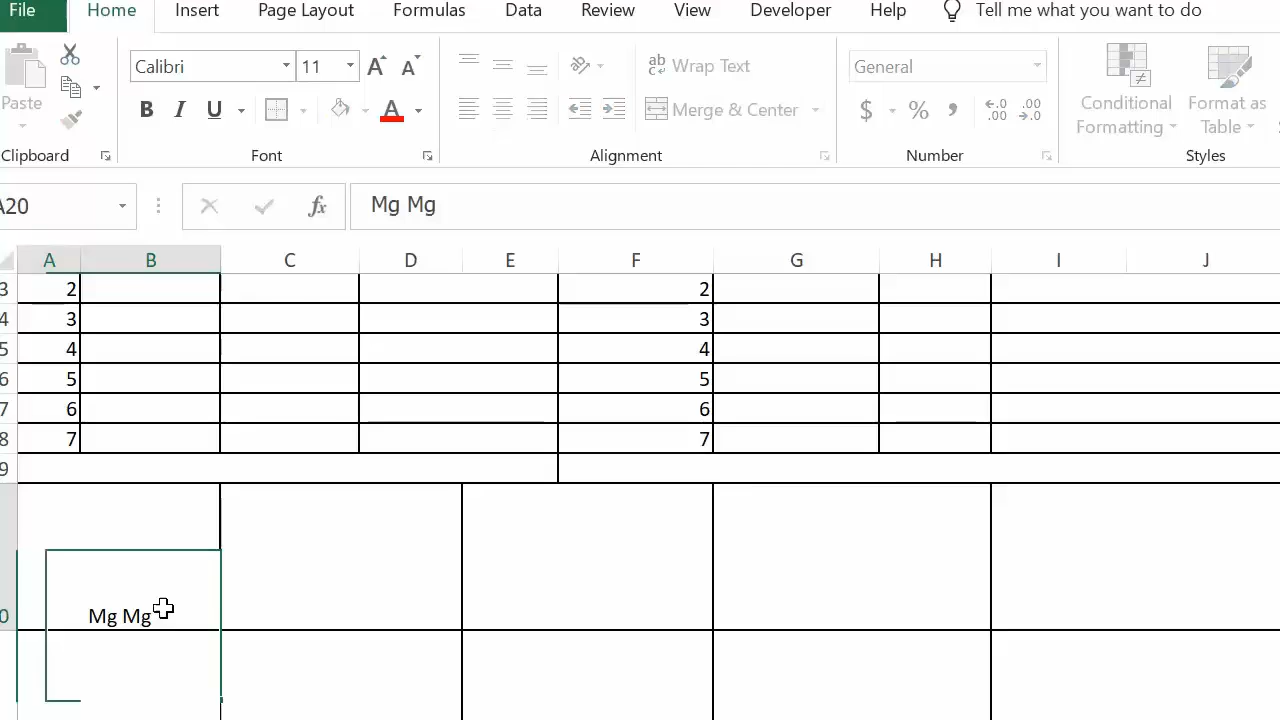 File Home Insert Page Layout Formulas Data Review View Developer Help Tell me what you want to do
Calibri 11 ab Wrap Text General
Paste B I U A Merge & Center $ % , Conditional Formatting Format as Table
Clipboard Font Alignment Number Styles
A20 fx Mg Mg
A B C D E F G H I J
3 2 2
4 3 3
5 4 4
6 5 5
7 6 6
8 7 7
9
0 Mg Mg